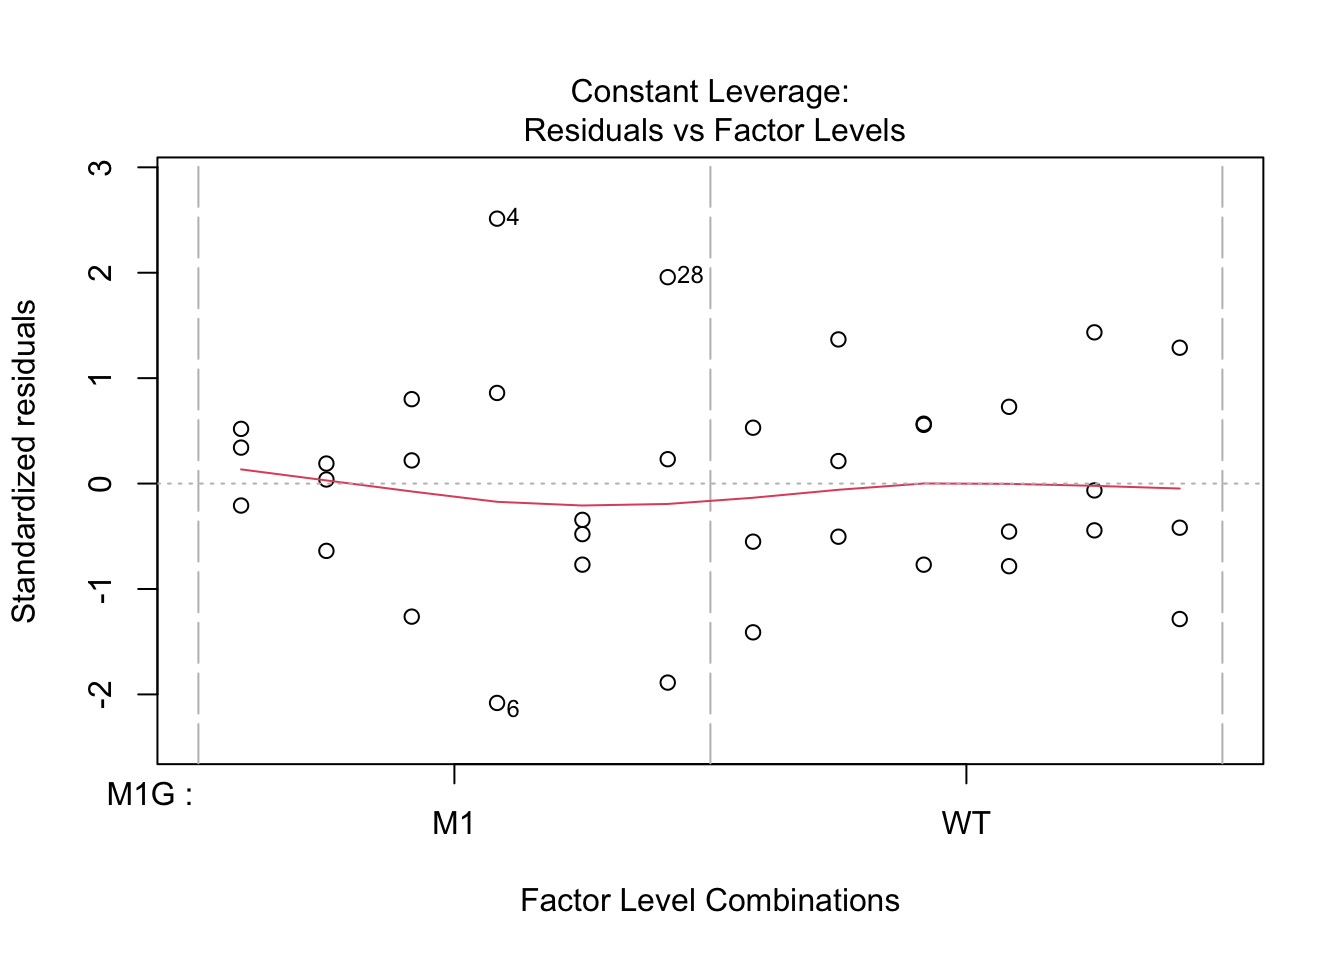 Constant Leverage:
Residuals vs Factor Levels
Standardized residuals
3
2
1
0
-1
-2
4
28
6
M1G :
M1
WT
Factor Level Combinations